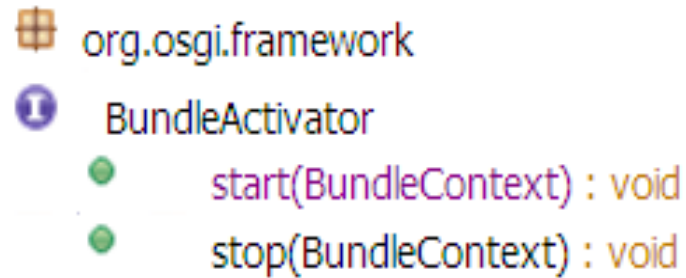 org.osgi.framework
BundleActivator
start(BundleContext) : void
stop(BundleContext) : void